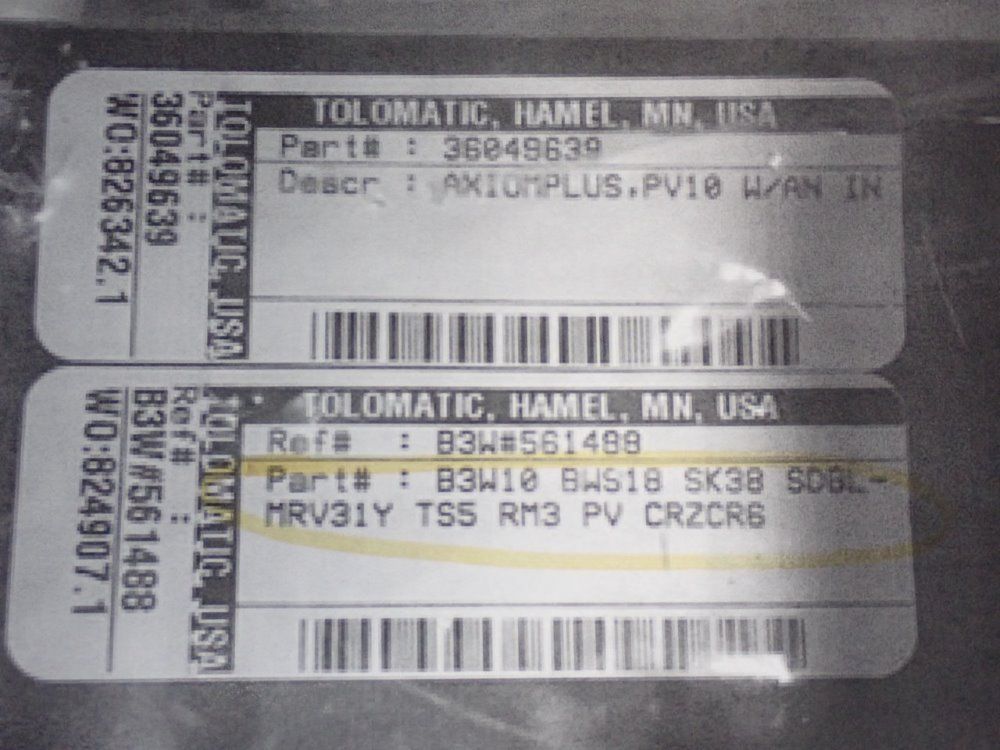 TOLOMATIC, HAMEL, MN, USA
Part# : 36049639
Descr : AXIOMPLUS,PV10 W/AN IN
TOLOMATIC, USA
Part# :
36049639
WO:826342.1
TOLOMATIC, HAMEL, MN, USA
Ref# : B3W#561488
Part# : B3W10 BWS18 SK38 SDBL-
MRV31Y TS5 RM3 PV CRZCR6
TOLOMATIC, USA
Ref# :
B3W#561488
WO:824907.1